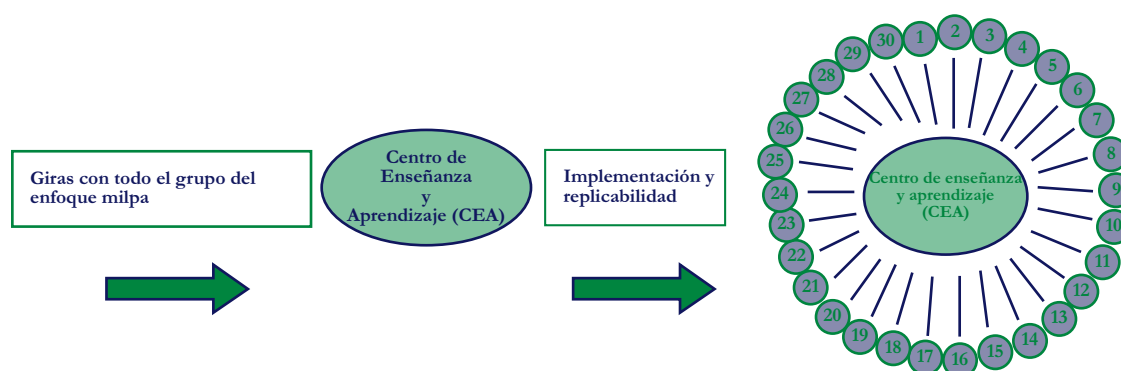 Giras con todo el grupo del
enfoque milpa
Centro de
Enseñanza
y
Aprendizaje (CEA)
Implementación y
replicabilidad
Centro de enseñanza
y aprendizaje
(CEA)
1
2
3
4
5
6
7
8
9
10
11
12
13
14
15
16
17
18
19
20
21
22
23
24
25
26
27
28
29
30